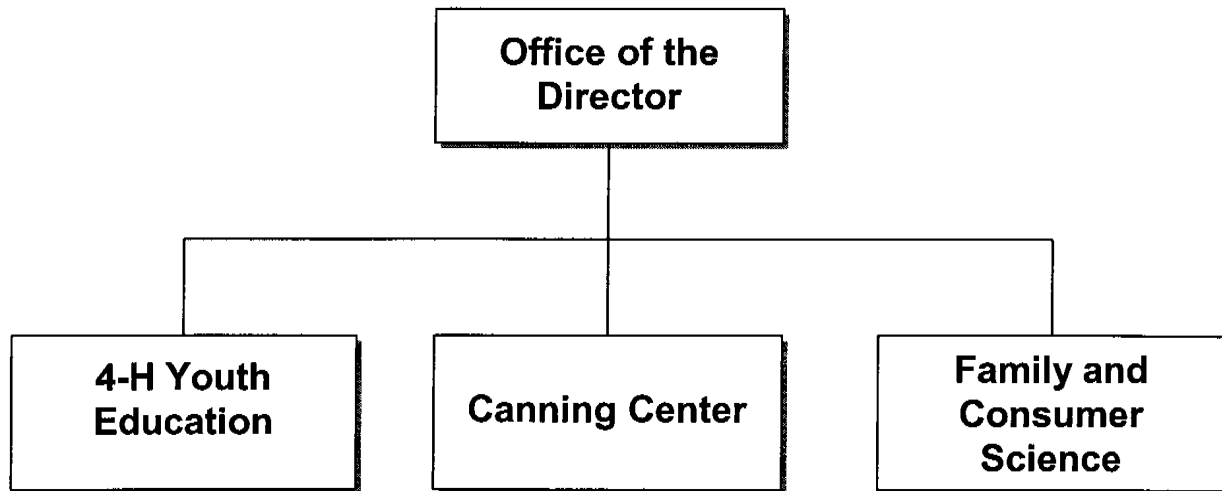 Office of the
Director
4-H Youth
Education
Canning Center
Family and
Consumer
Science